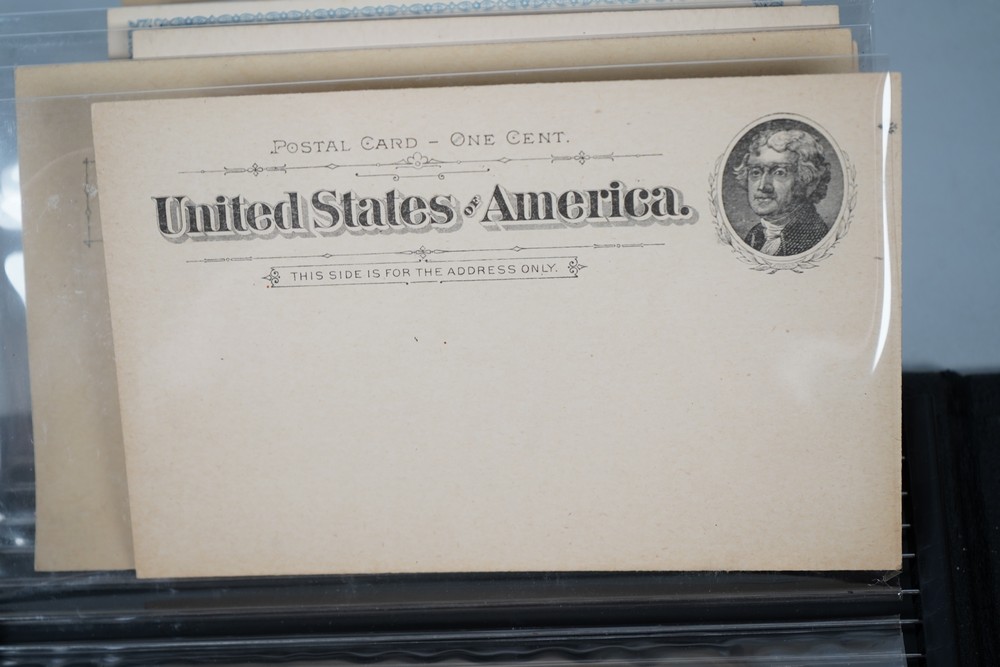 POSTAL CARD – ONE CENT.
United States OF America.
THIS SIDE IS FOR THE ADDRESS ONLY.